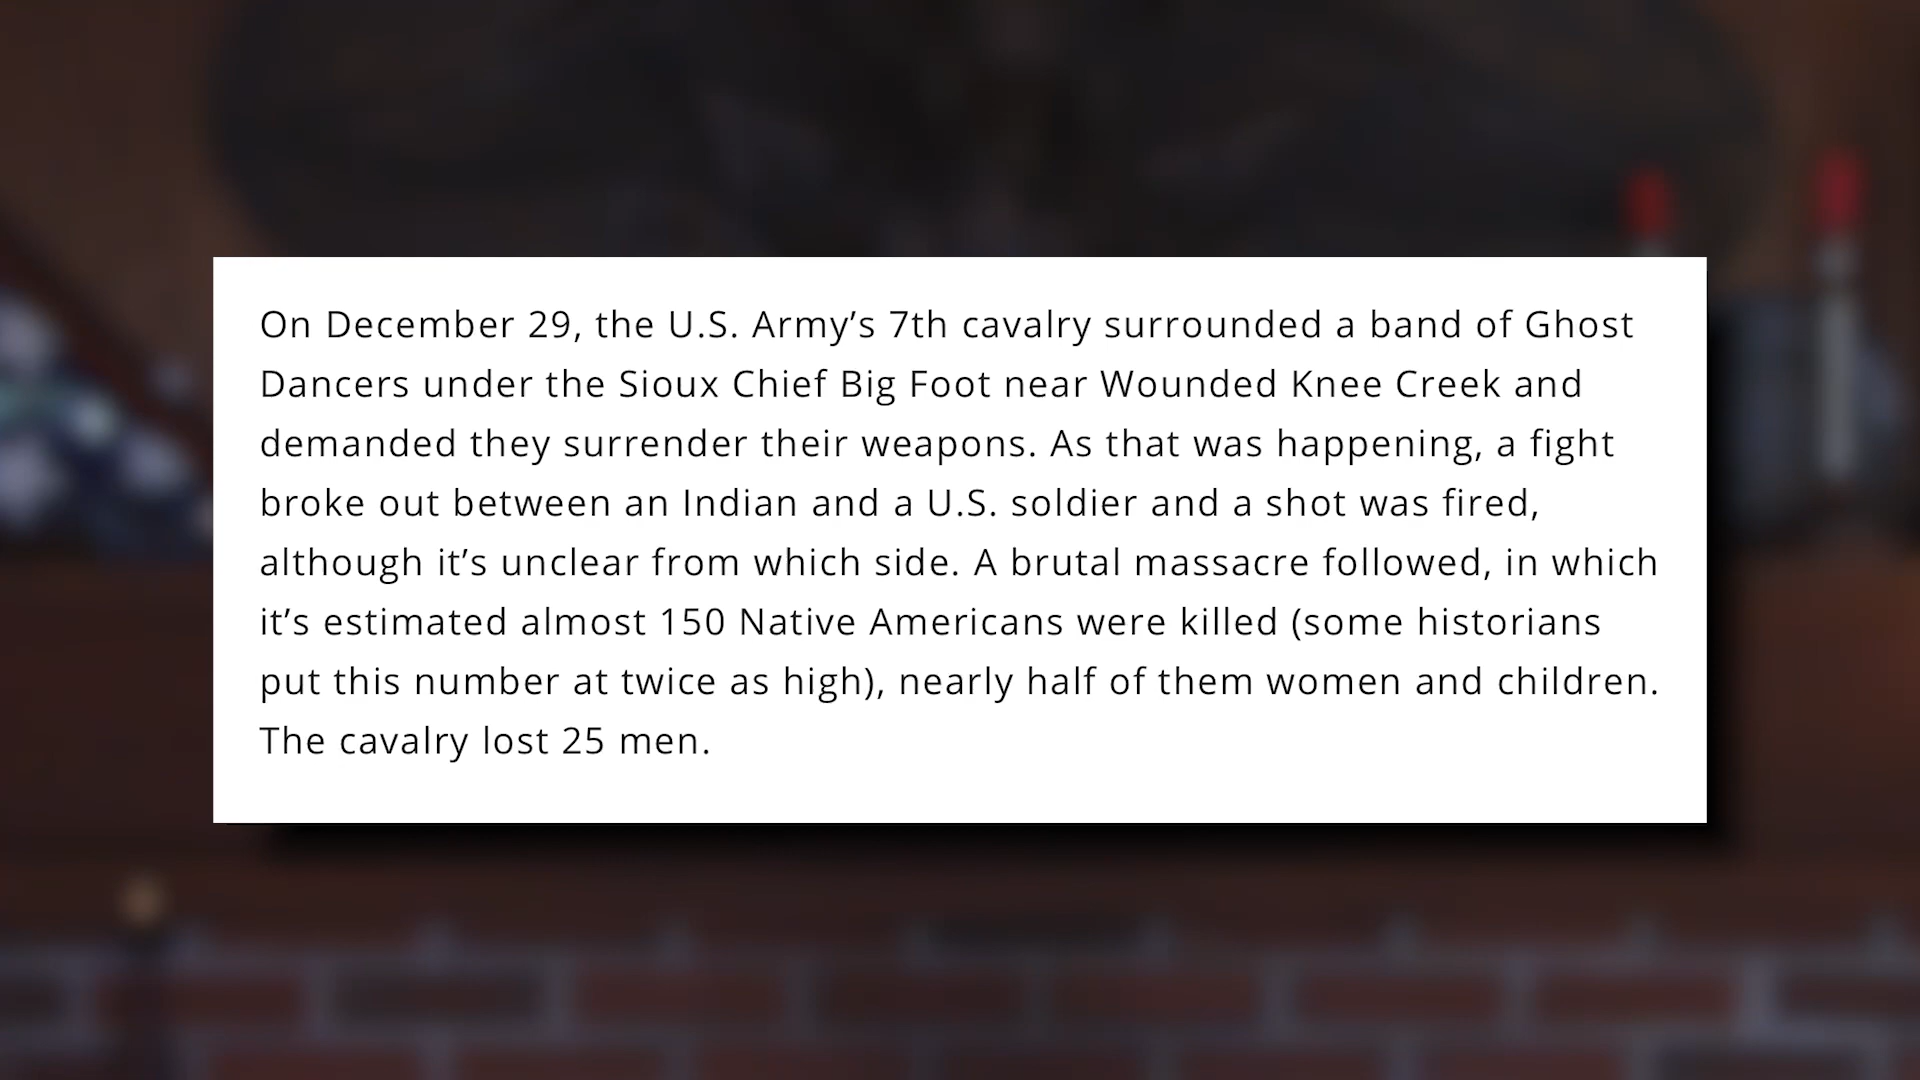 On December 29, the U.S. Army’s 7th cavalry surrounded a band of Ghost
Dancers under the Sioux Chief Big Foot near Wounded Knee Creek and
demanded they surrender their weapons. As that was happening, a fight
broke out between an Indian and a U.S. soldier and a shot was fired,
although it’s unclear from which side. A brutal massacre followed, in which
it’s estimated almost 150 Native Americans were killed (some historians
put this number at twice as high), nearly half of them women and children.
The cavalry lost 25 men.